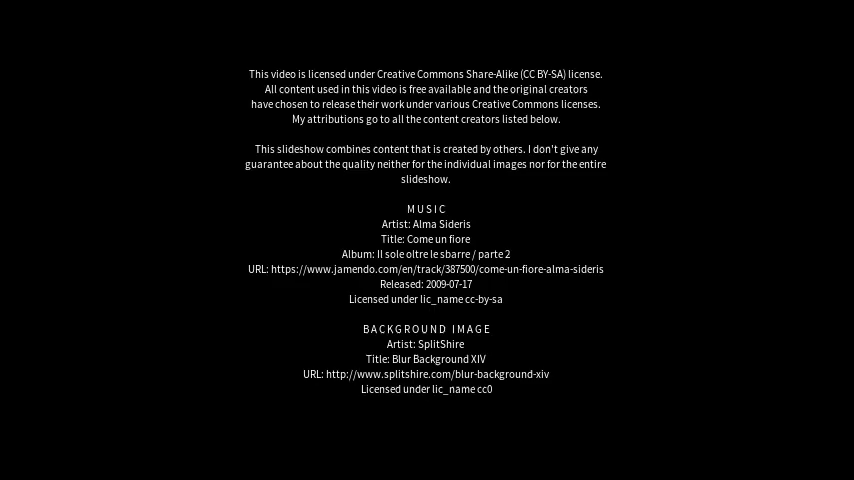 This video is licensed under Creative Commons Share-Alike (CC BY-SA) license.
All content used in this video is free available and the original creators
have chosen to release their work under various Creative Commons licenses.
My attributions go to all the content creators listed below.
This slideshow combines content that is created by others. I don't give any
guarantee about the quality neither for the individual images nor for the entire
slideshow.
MUSIC
Artist: Alma Sideris
Title: Come un fiore
Album: Il sole oltre le sbarre / parte 2
URL: https://www.jamendo.com/en/track/387500/come-un-fiore-alma-sideris
Released: 2009-07-17
Licensed under lic_name cc-by-sa
BACKGROUND IMAGE
Artist: SplitShire
Title: Blur Background XIV
URL: http://www.splitshire.com/blur-background-xiv
Licensed under lic_name cc0